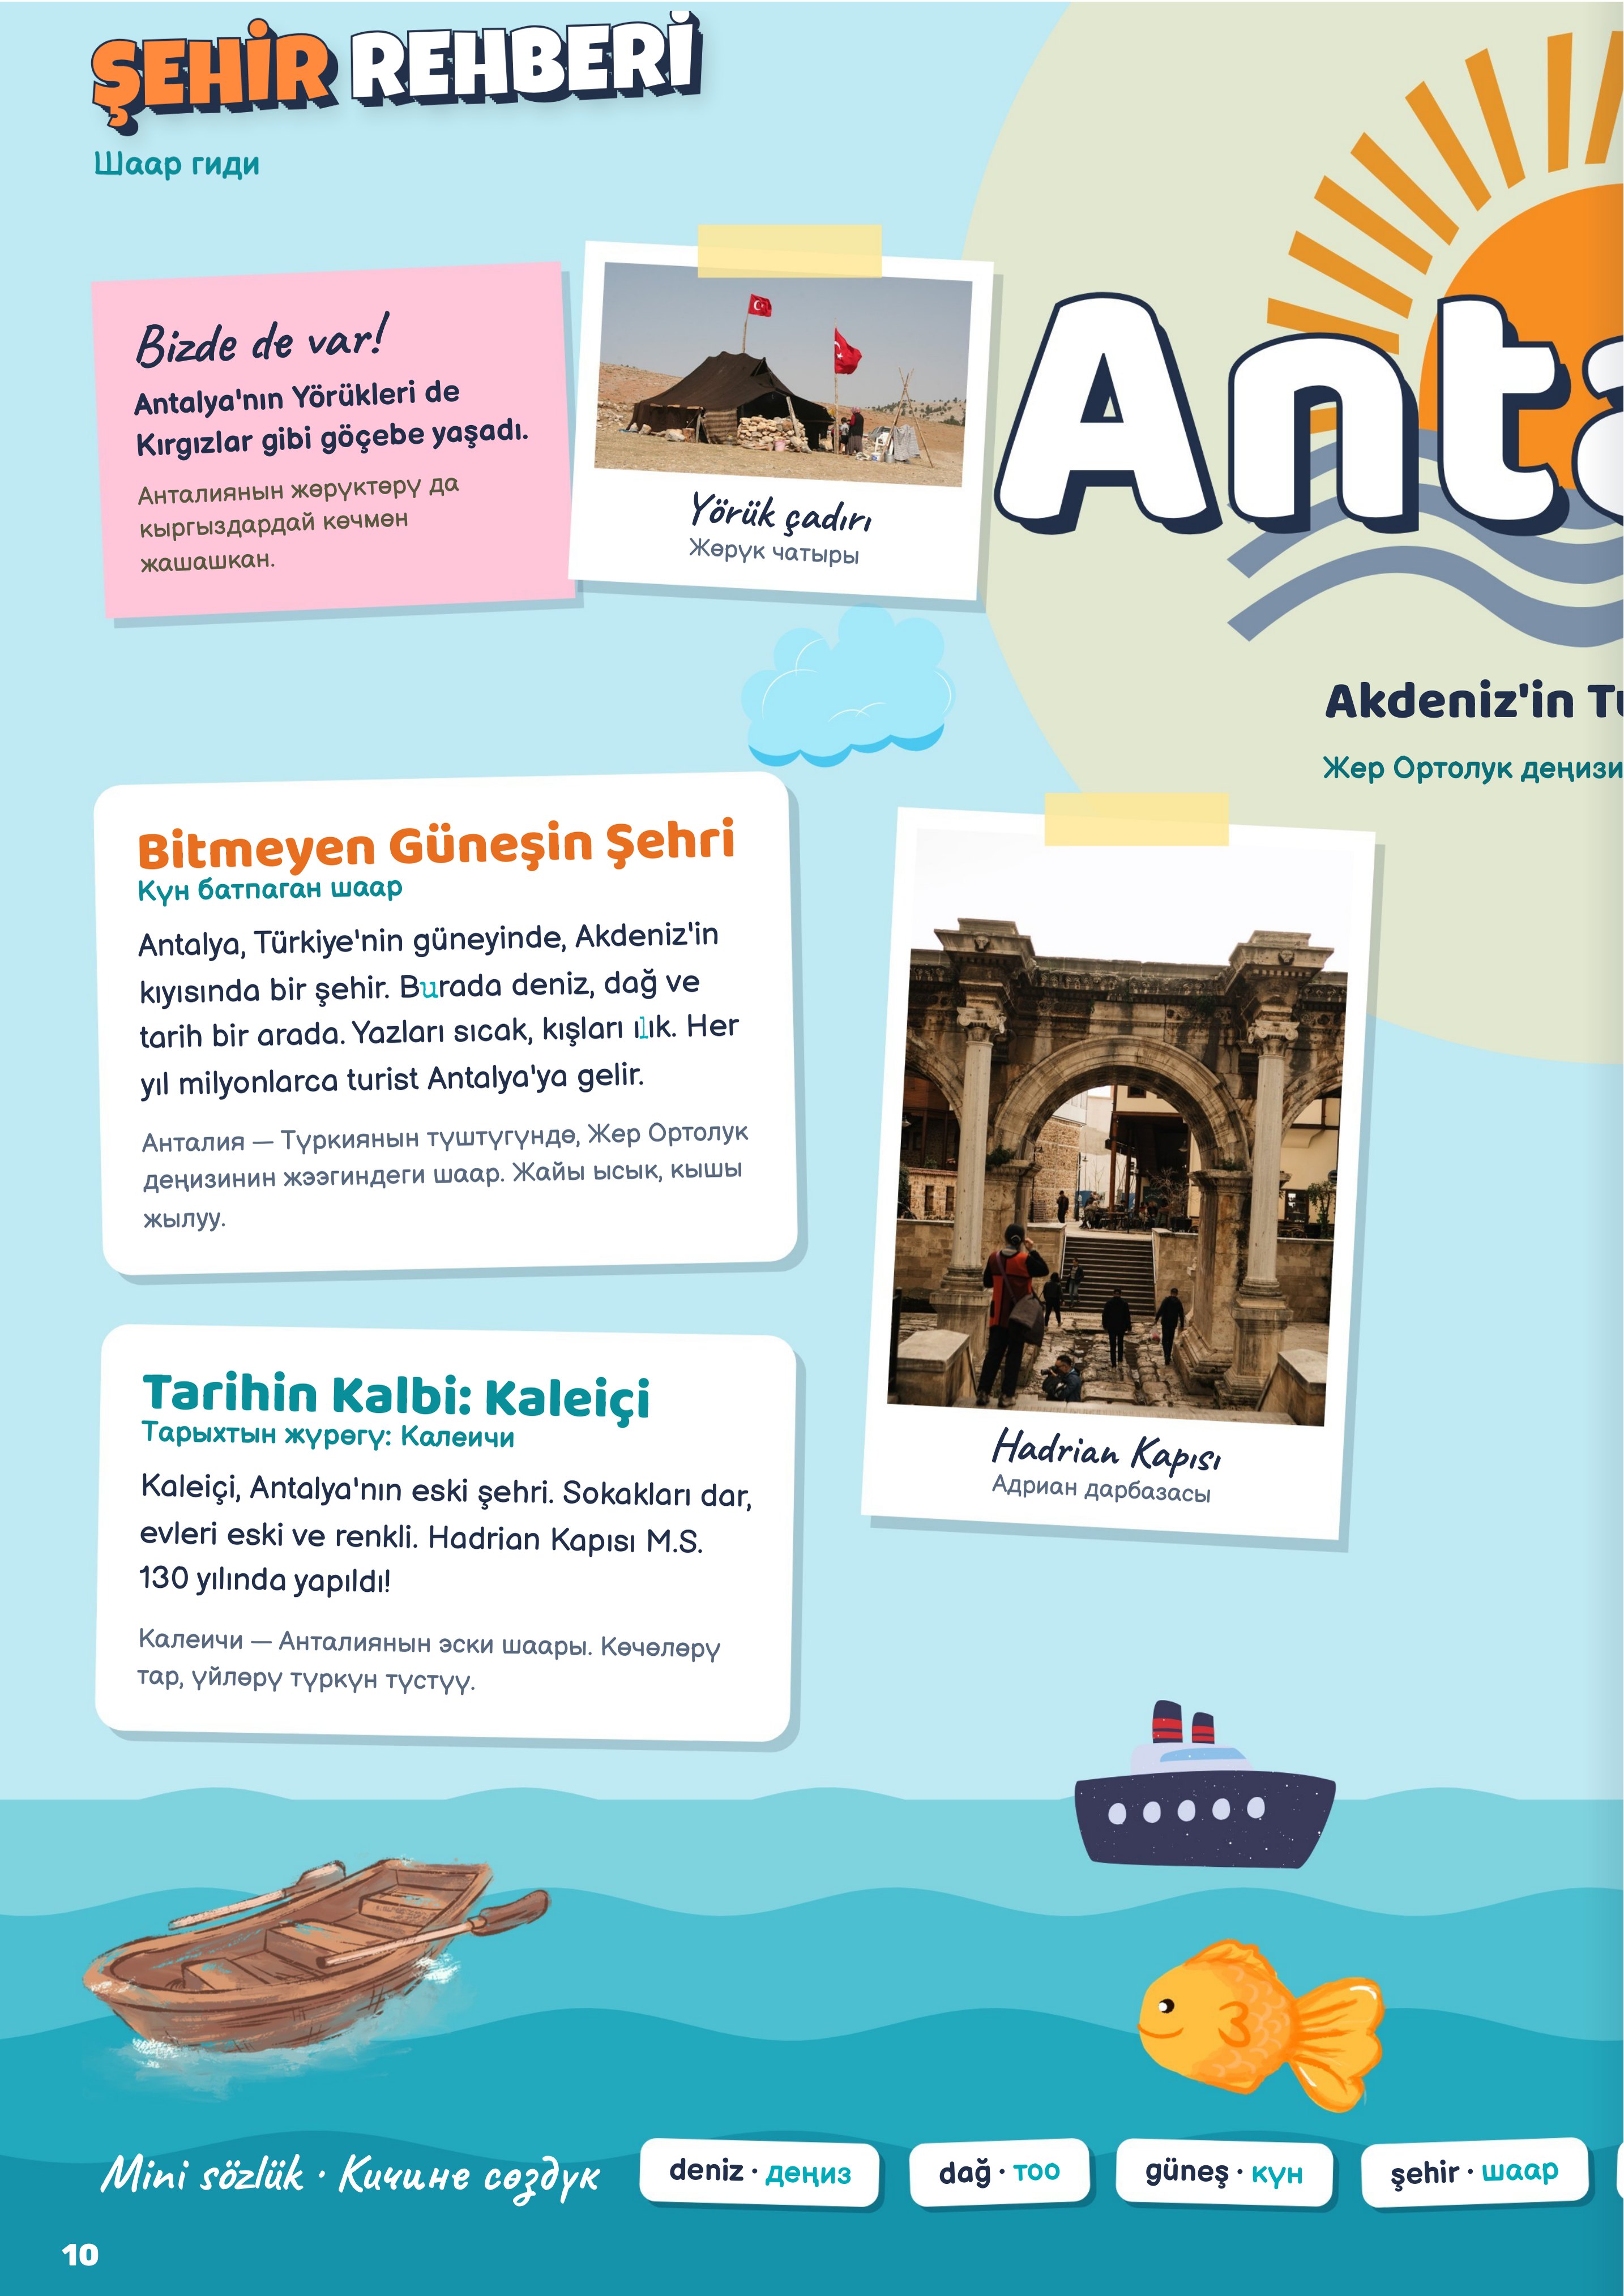 ŞEHİR REHBERİ
Шаар гиди
Bizde de var!
Antalya'nın Yörükleri de
Kırgızlar gibi göçebe yaşadı.
Анталиянын жөрүктөрү да
кыргыздардай көчмөн
жашашкан.
Yörük çadırı
Жөрүк чатыры
Anta
Akdeniz'in Tu
Жер Ортолук деңизи
Bitmeyen Güneşin Şehri
Күн батпаган шаар
Antalya, Türkiye'nin güneyinde, Akdeniz'in
kıyısında bir şehir. Burada deniz, dağ ve
tarih bir arada. Yazları sıcak, kışları ılık. Her
yıl milyonlarca turist Antalya'ya gelir.
Анталия — Түркиянын түштүгүндө, Жер Ортолук
деңизинин жээгиндеги шаар. Жайы ысык, кышы
жылуу.
Hadrian Kapısı
Адриан дарбазасы
Tarihin Kalbi: Kaleiçi
Тарыхтын жүрөгү: Калеичи
Kaleiçi, Antalya'nın eski şehri. Sokakları dar,
evleri eski ve renkli. Hadrian Kapısı M.S.
130 yılında yapıldı!
Калеичи — Анталиянын эски шаары. Көчөлөрү
тар, үйлөрү түркүн түстүү.
Mini sözlük · Кичине сөздүк
deniz · деңиз
dağ · тоо
güneş · күн
şehir · шаар
10